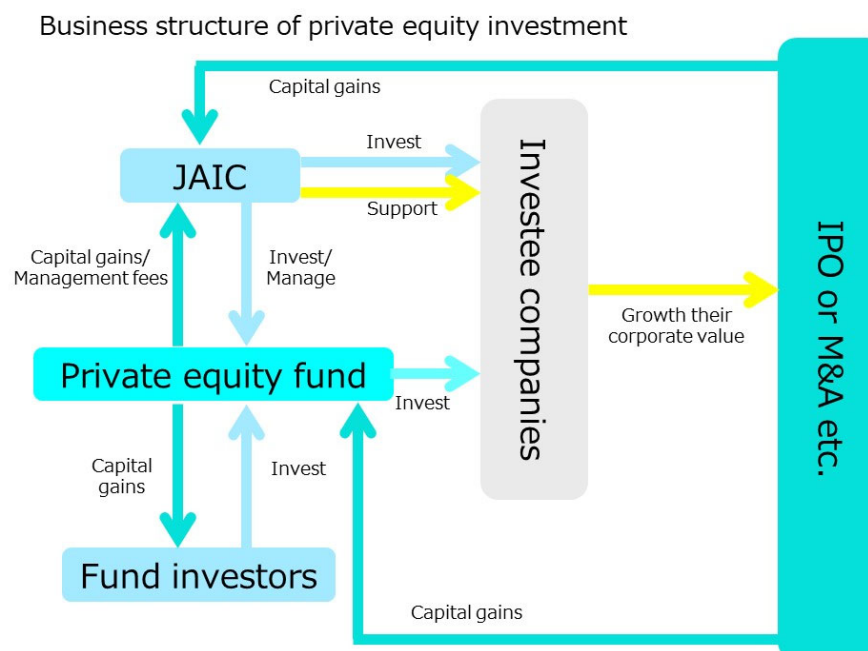 Business structure of private equity investment
Capital gains
JAIC
Invest
Support
Capital gains/
Management fees
Invest/
Manage
Private equity fund
Invest
Capital
gains
Invest
Fund investors
Investee companies
Growth their
corporate value
Capital gains
IPO or M&A etc.